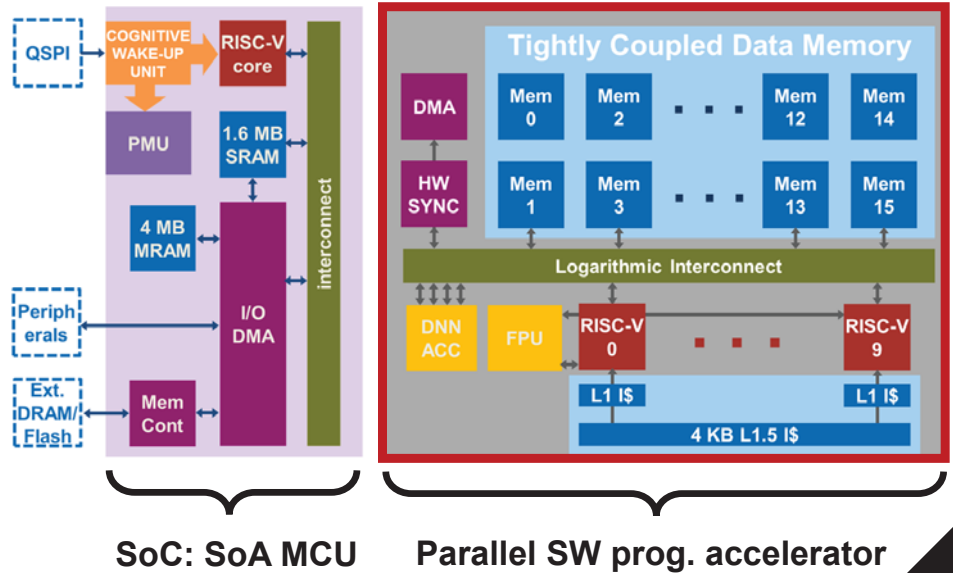 QSPI
COGNITIVE
WAKE-UP
UNIT
RISC-V
core
PMU
1.6 MB
SRAM
4 MB
MRAM
I/O
DMA
interconnect
Periph
erals
Ext.
DRAM/
Flash
Mem
Cont
SoC: SoA MCU
Tightly Coupled Data Memory
DMA
Mem
0
Mem
2
Mem
12
Mem
14
HW
SYNC
Mem
1
Mem
3
Mem
13
Mem
15
Logarithmic Interconnect
DNN
ACC
FPU
RISC-V
0
RISC-V
9
L1 I$
L1 I$
4 KB L1.5 I$
Parallel SW prog. accelerator